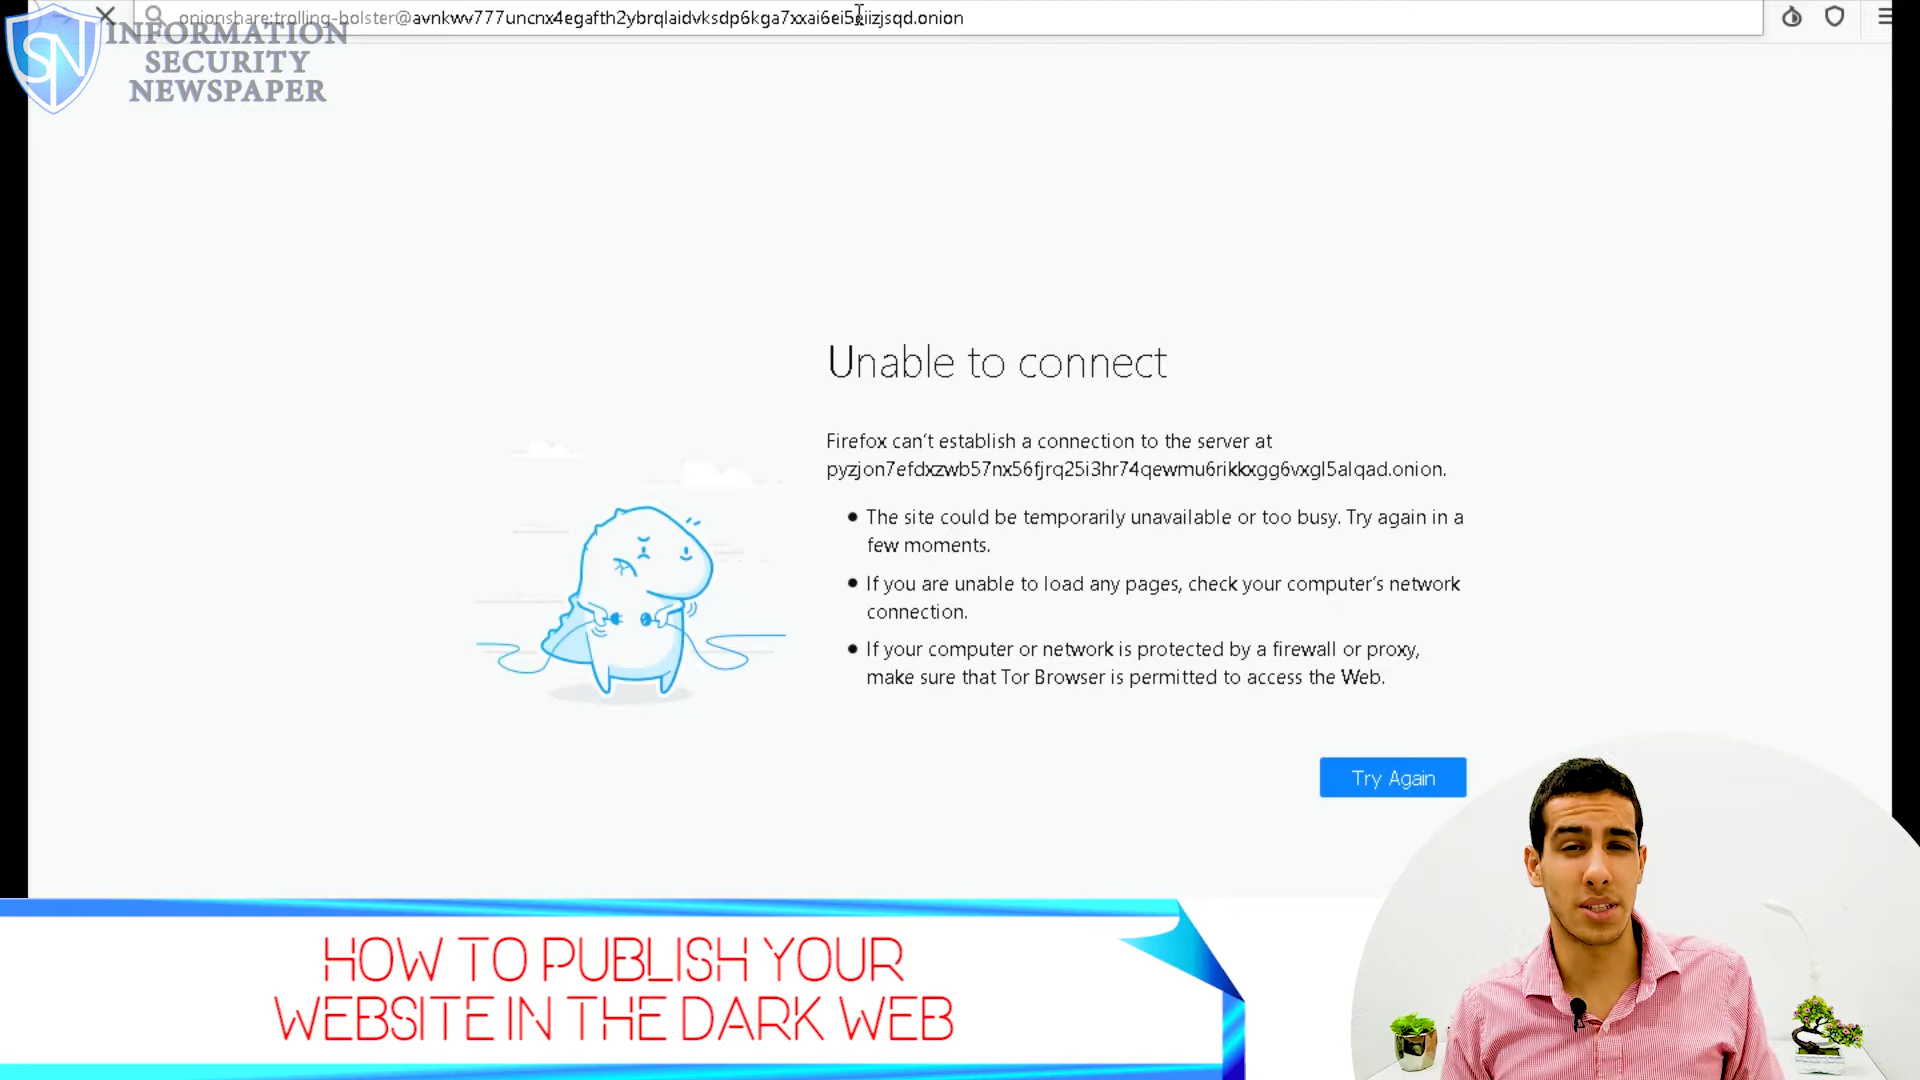 onionshare:trolling-bolster@avnkwv777uncnx4egafth2ybrqlaidvksdp6kga7xxai6ei5eiizjsqd.onion
SN
INFORMATION
SECURITY
NEWSPAPER
Unable to connect
Firefox can't establish a connection to the server at
pyzjon7efdxzwb57nx56fjrq25i3hr74qewmu6rikkxgg6vxgl5alqad.onion.
• The site could be temporarily unavailable or too busy. Try again in a
few moments.
• If you are unable to load any pages, check your computer's network
connection.
• If your computer or network is protected by a firewall or proxy,
make sure that Tor Browser is permitted to access the Web.
Try Again
HOW TO PUBLISH YOUR
WEBSITE IN THE DARK WEB